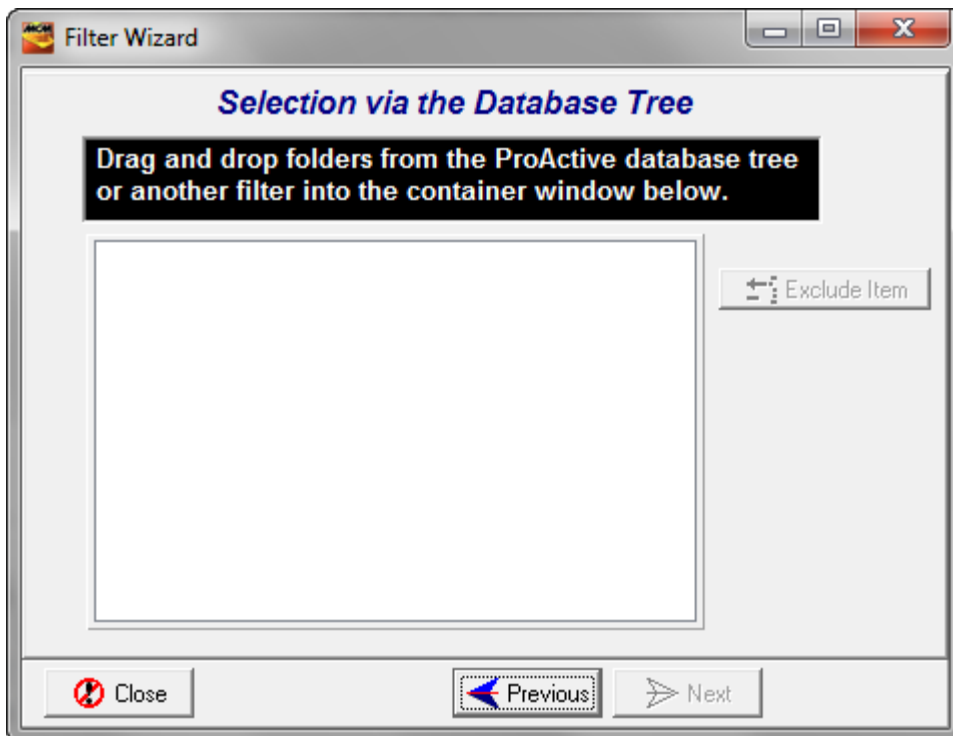 MCM
Filter Wizard
Selection via the Database Tree
Drag and drop folders from the ProActive database tree
or another filter into the container window below.
Exclude Item
Close
Previous
Next